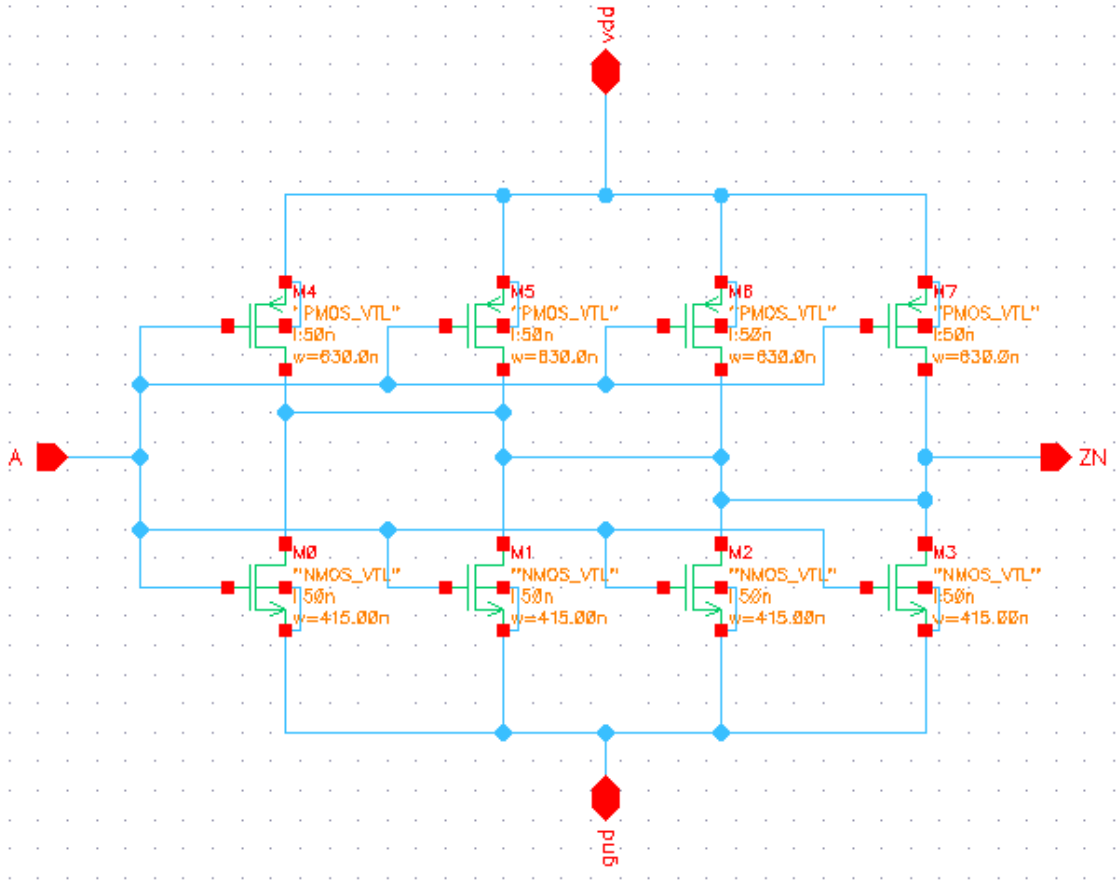 vdd
M4
"PMOS_VTL"
l:50n
w=630.0n
M5
"PMOS_VTL"
l:50n
w=630.0n
M6
"PMOS_VTL"
l:50n
w=630.0n
M7
"PMOS_VTL"
l:50n
w=630.0n
A
ZN
M0
"NMOS_VTL"
l:50n
w=415.00n
M1
"NMOS_VTL"
l:50n
w=415.00n
M2
"NMOS_VTL"
l:50n
w=415.00n
M3
"NMOS_VTL"
l:50n
w=415.00n
gnd